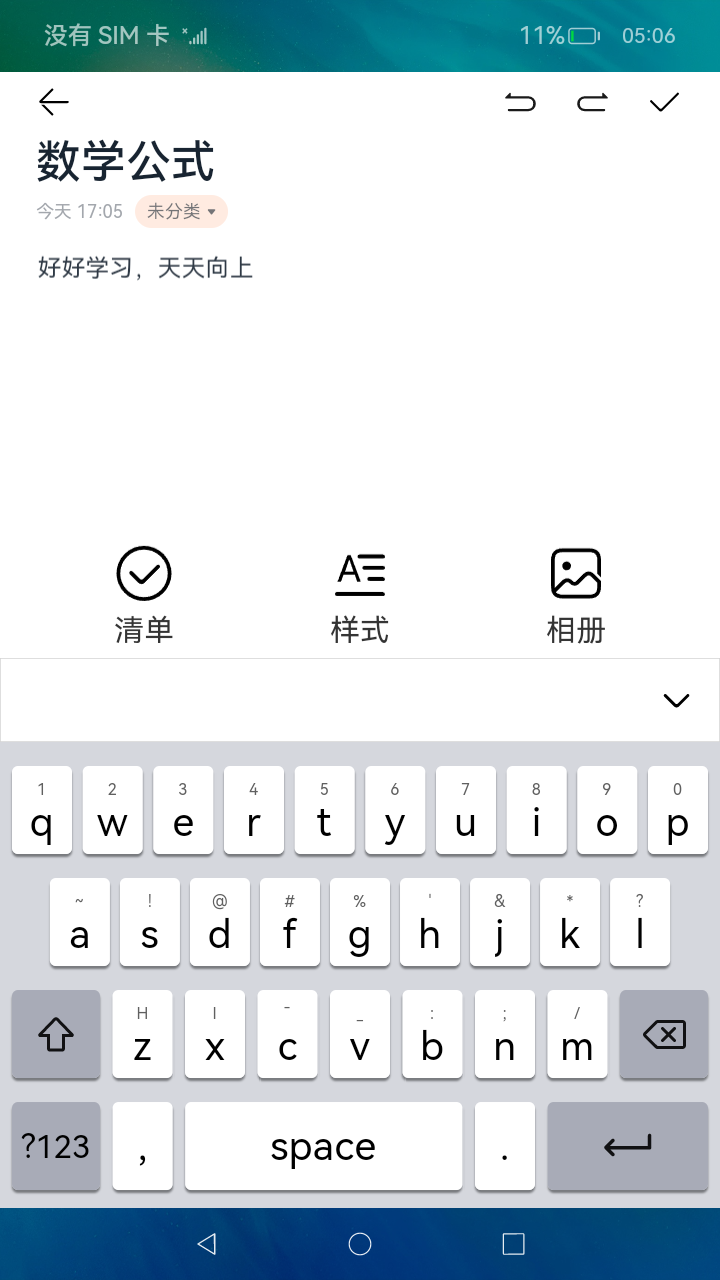 没有 SIM 卡 11% 05:06
数学公式
今天 17:05 未分类
好好学习，天天向上
清单 样式 相册
1 2 3 4 5 6 7 8 9 0
q w e r t y u i o p
~ ! @ # % ' & * ?
a s d f g h j k l
H I - _ : ; /
z x c v b n m
?123 , space .